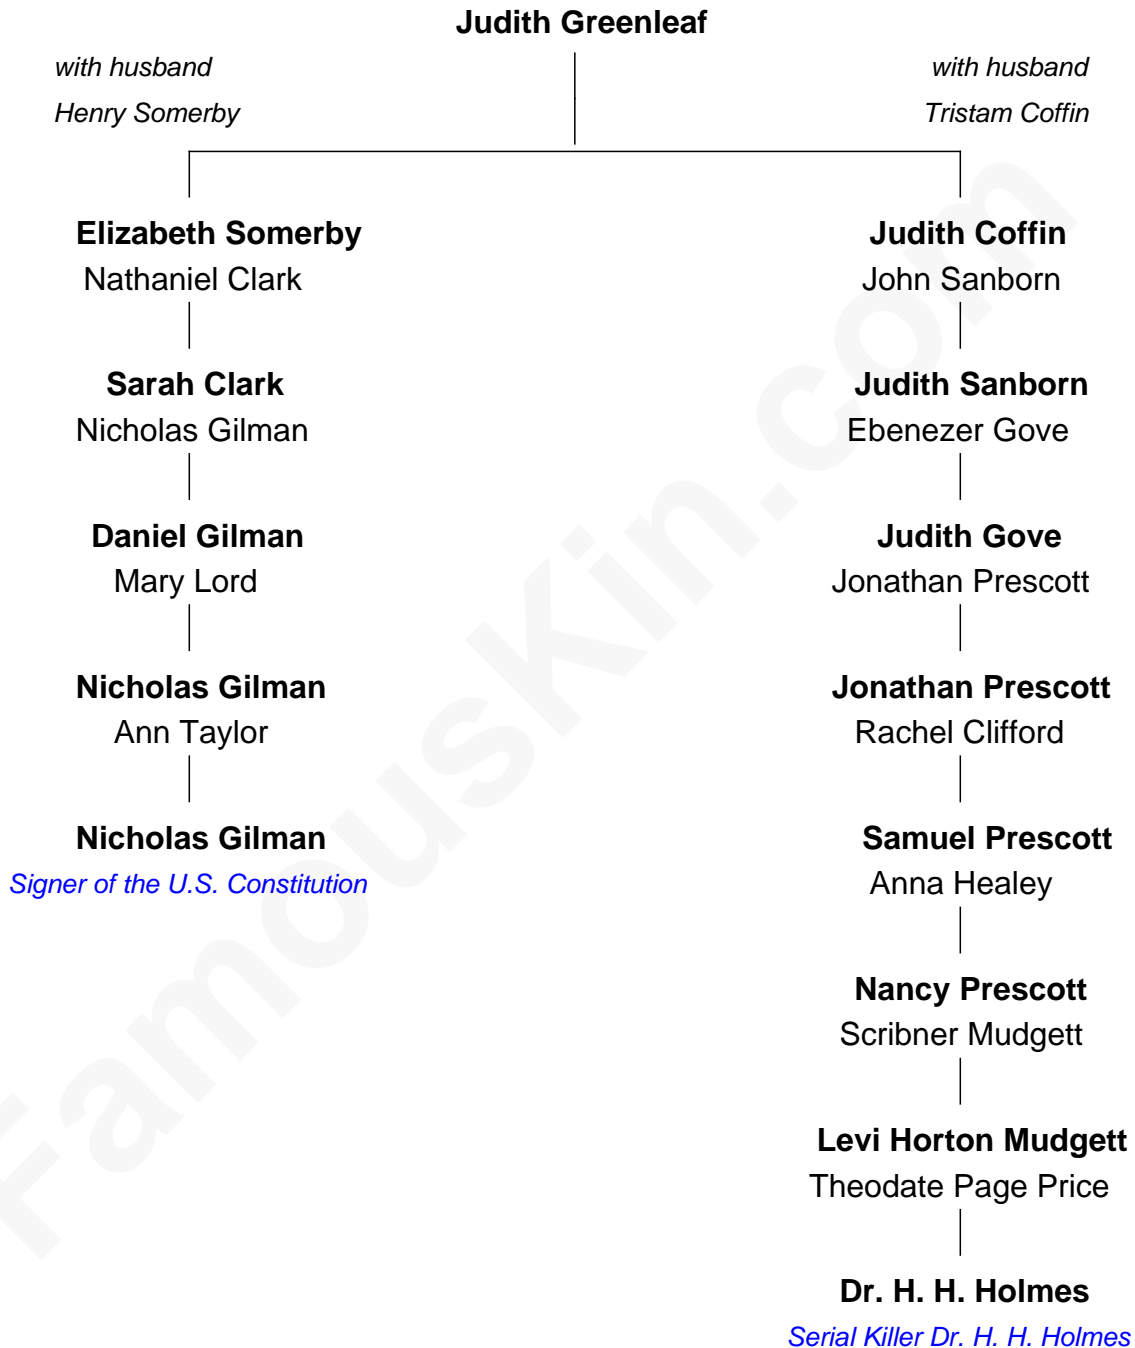 Judith Greenleaf
with husband
Henry Somerby
with husband
Tristam Coffin
Elizabeth Somerby
Nathaniel Clark
Judith Coffin
John Sanborn
Sarah Clark
Nicholas Gilman
Judith Sanborn
Ebenezer Gove
Daniel Gilman
Mary Lord
Judith Gove
Jonathan Prescott
Nicholas Gilman
Ann Taylor
Jonathan Prescott
Rachel Clifford
Nicholas Gilman
Signer of the U.S. Constitution
Samuel Prescott
Anna Healey
Nancy Prescott
Scribner Mudgett
Levi Horton Mudgett
Theodate Page Price
Dr. H. H. Holmes
Serial Killer Dr. H. H. Holmes
FamousKin.com